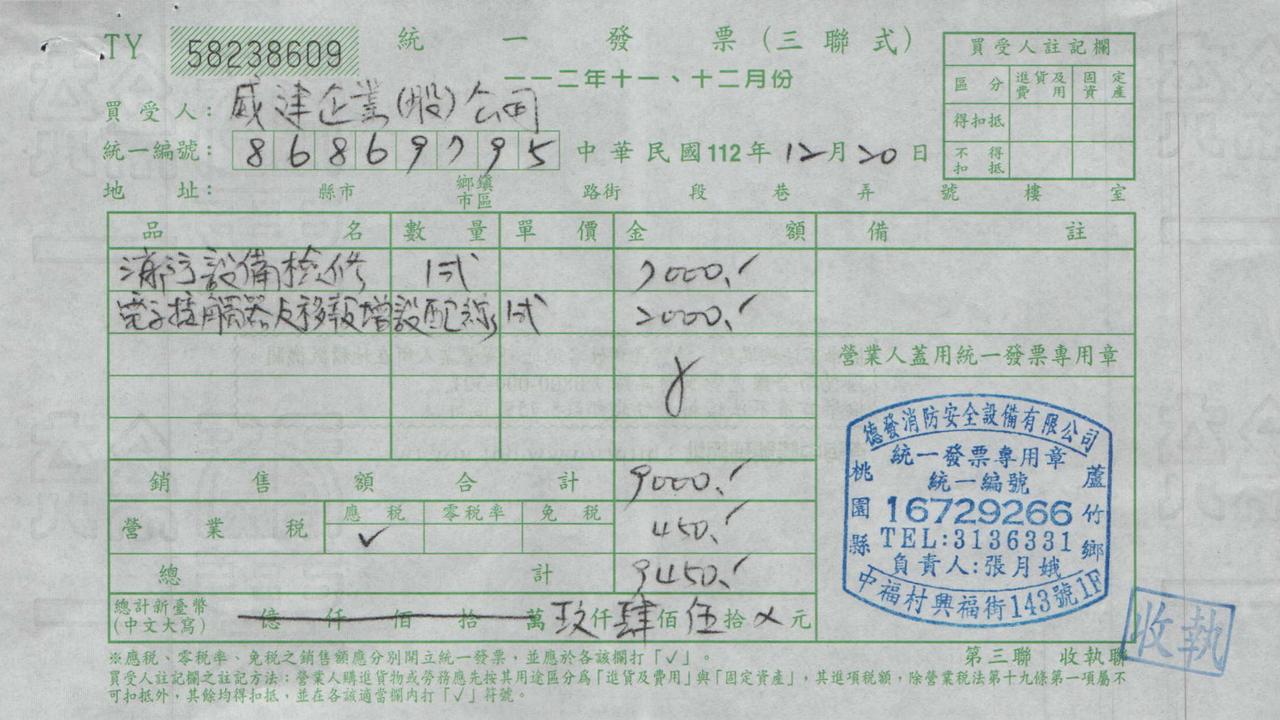 TY 58238609 統一發票(三聯式)
一一二年十一、十二月份
買受人註記欄
區分 進貨及費用 固定資產
得扣抵
不得扣抵
買受人: 威津企業(股)公司
統一編號: 86869795 中華民國112年12月20日
地址: 縣市 鄉鎮市區 路街 段 巷 弄 號 樓 室
品名 數量 單價 金額 備註
消防設備檢修 1式 7000.
電子接觸器及移報增設配線 1式 2000.
營業人蓋用統一發票專用章
銷售額合計 9000.
營業稅 應稅 ✓ 零稅率 免稅 450.
總計 9450.
總計新臺幣(中文大寫) 億仟佰拾萬玖仟肆佰伍拾×元
德發消防安全設備有限公司
統一發票專用章
統一編號
桃園縣 16729266 蘆竹鄉
TEL:3136331
負責人:張月娥
中福村興福街143號1F
※應稅、零稅率、免稅之銷售額應分別開立統一發票,並應於各該欄打「✓」。
第三聯 收執聯
收執
買受人註記欄之註記方法:營業人購進貨物或勞務應先按其用途區分為「進貨及費用」與「固定資產」,其進項稅額,除營業稅法第十九條第一項屬不
可扣抵外,其餘均得扣抵,並在各該適當欄內打「✓」符號。